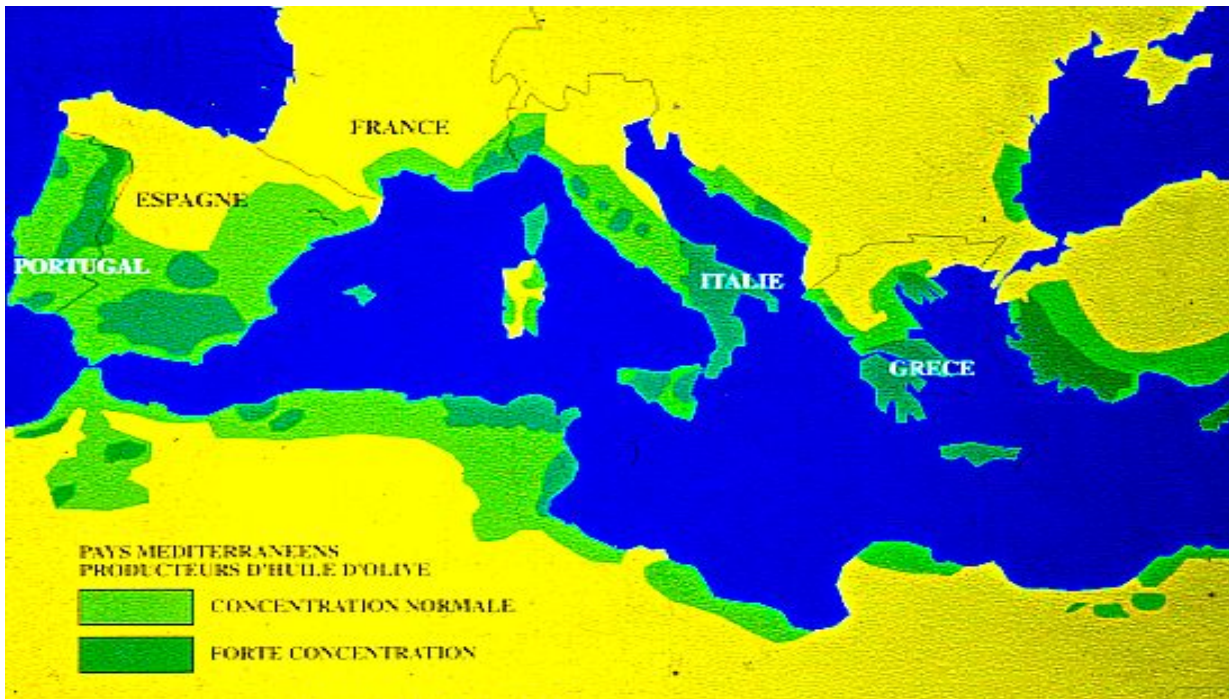 FRANCE
ESPAGNE
PORTUGAL
ITALIE
GRECE
PAYS MEDITERRANEENS
PRODUCTEURS D'HUILE D'OLIVE
CONCENTRATION NORMALE
FORTE CONCENTRATION